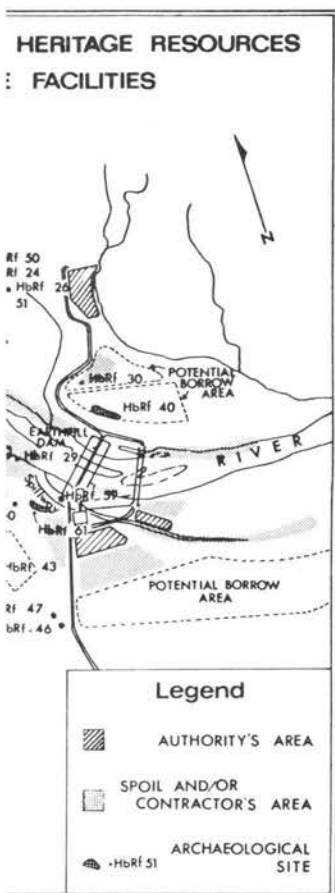 HERITAGE RESOURCES
FACILITIES
N
Rf 50
Rf 24
HbRf 26
51
HbRf 30
POTENTIAL
BORROW
AREA
HbRf 40
EARTHFILL
DAM
HbRf 29
RIVER
HbRf 59
HbRf 61
HbRf 43
POTENTIAL BORROW
AREA
Rf 47
HbRf 46
Legend
AUTHORITY'S AREA
SPOIL AND/OR
CONTRACTOR'S AREA
HbRf 51
ARCHAEOLOGICAL
SITE